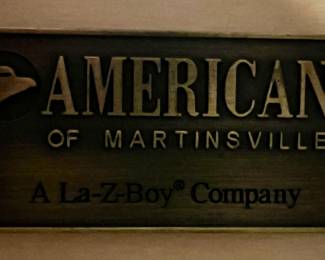 AMERICAN
OF MARTINSVILLE
A La-Z-Boy® Company